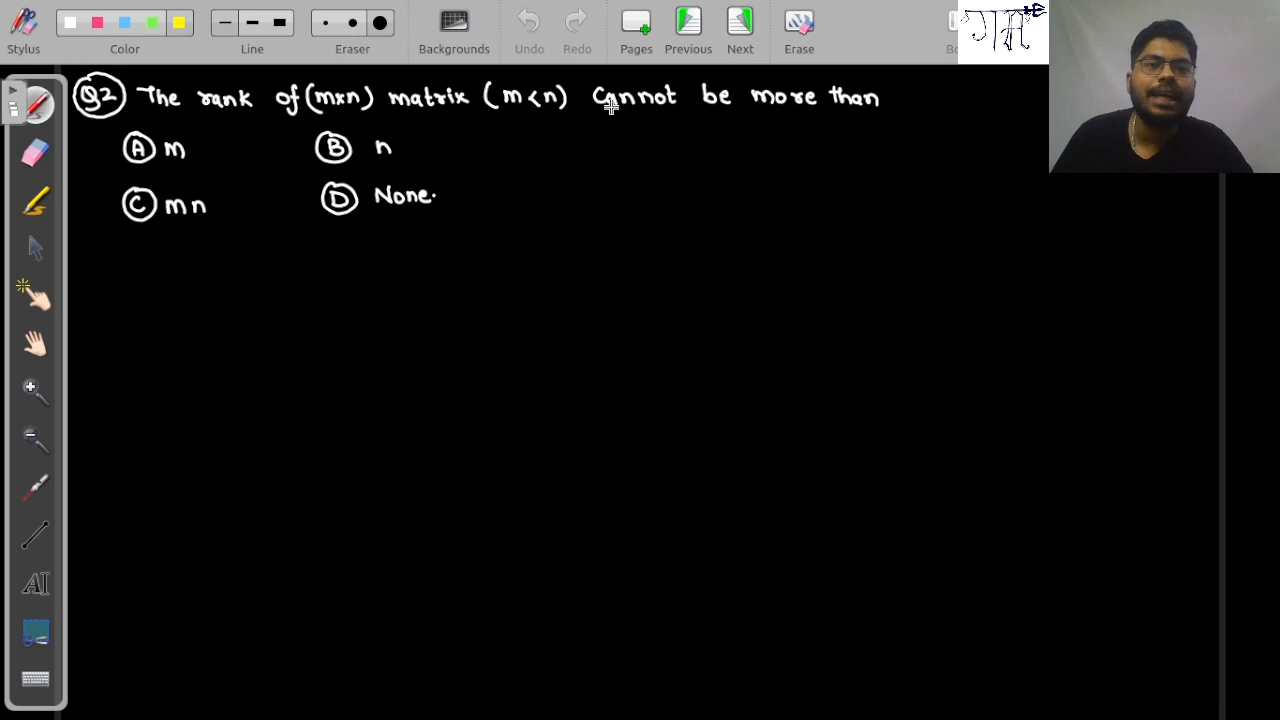 Stylus Color Line Eraser Backgrounds Undo Redo Pages Previous Next Erase
Q2 The rank of (m×n) matrix (m<n) cannot be more than
A m B n
C mn D None.
AI